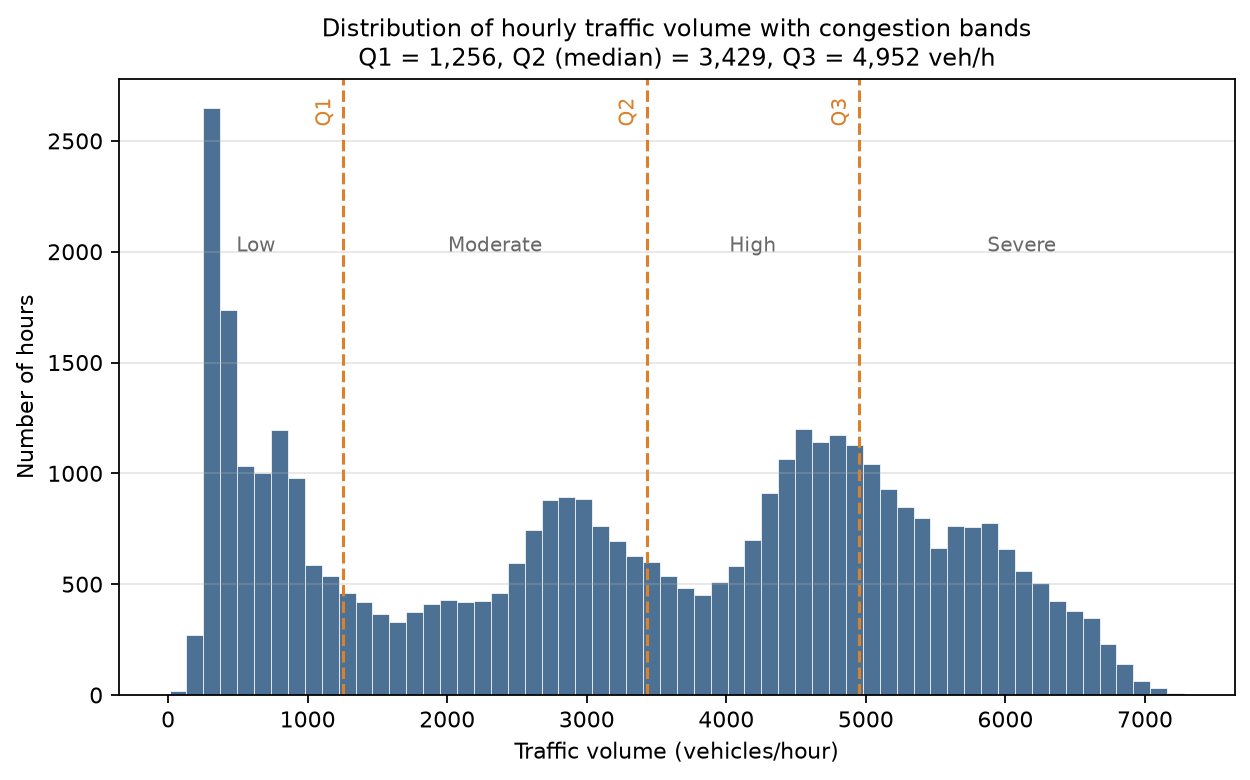 Distribution of hourly traffic volume with congestion bands
Q1 = 1,256, Q2 (median) = 3,429, Q3 = 4,952 veh/h
Q1
Q2
Q3
2500
2000
1500
1000
500
0
Low
Moderate
High
Severe
Number of hours
0 1000 2000 3000 4000 5000 6000 7000
Traffic volume (vehicles/hour)